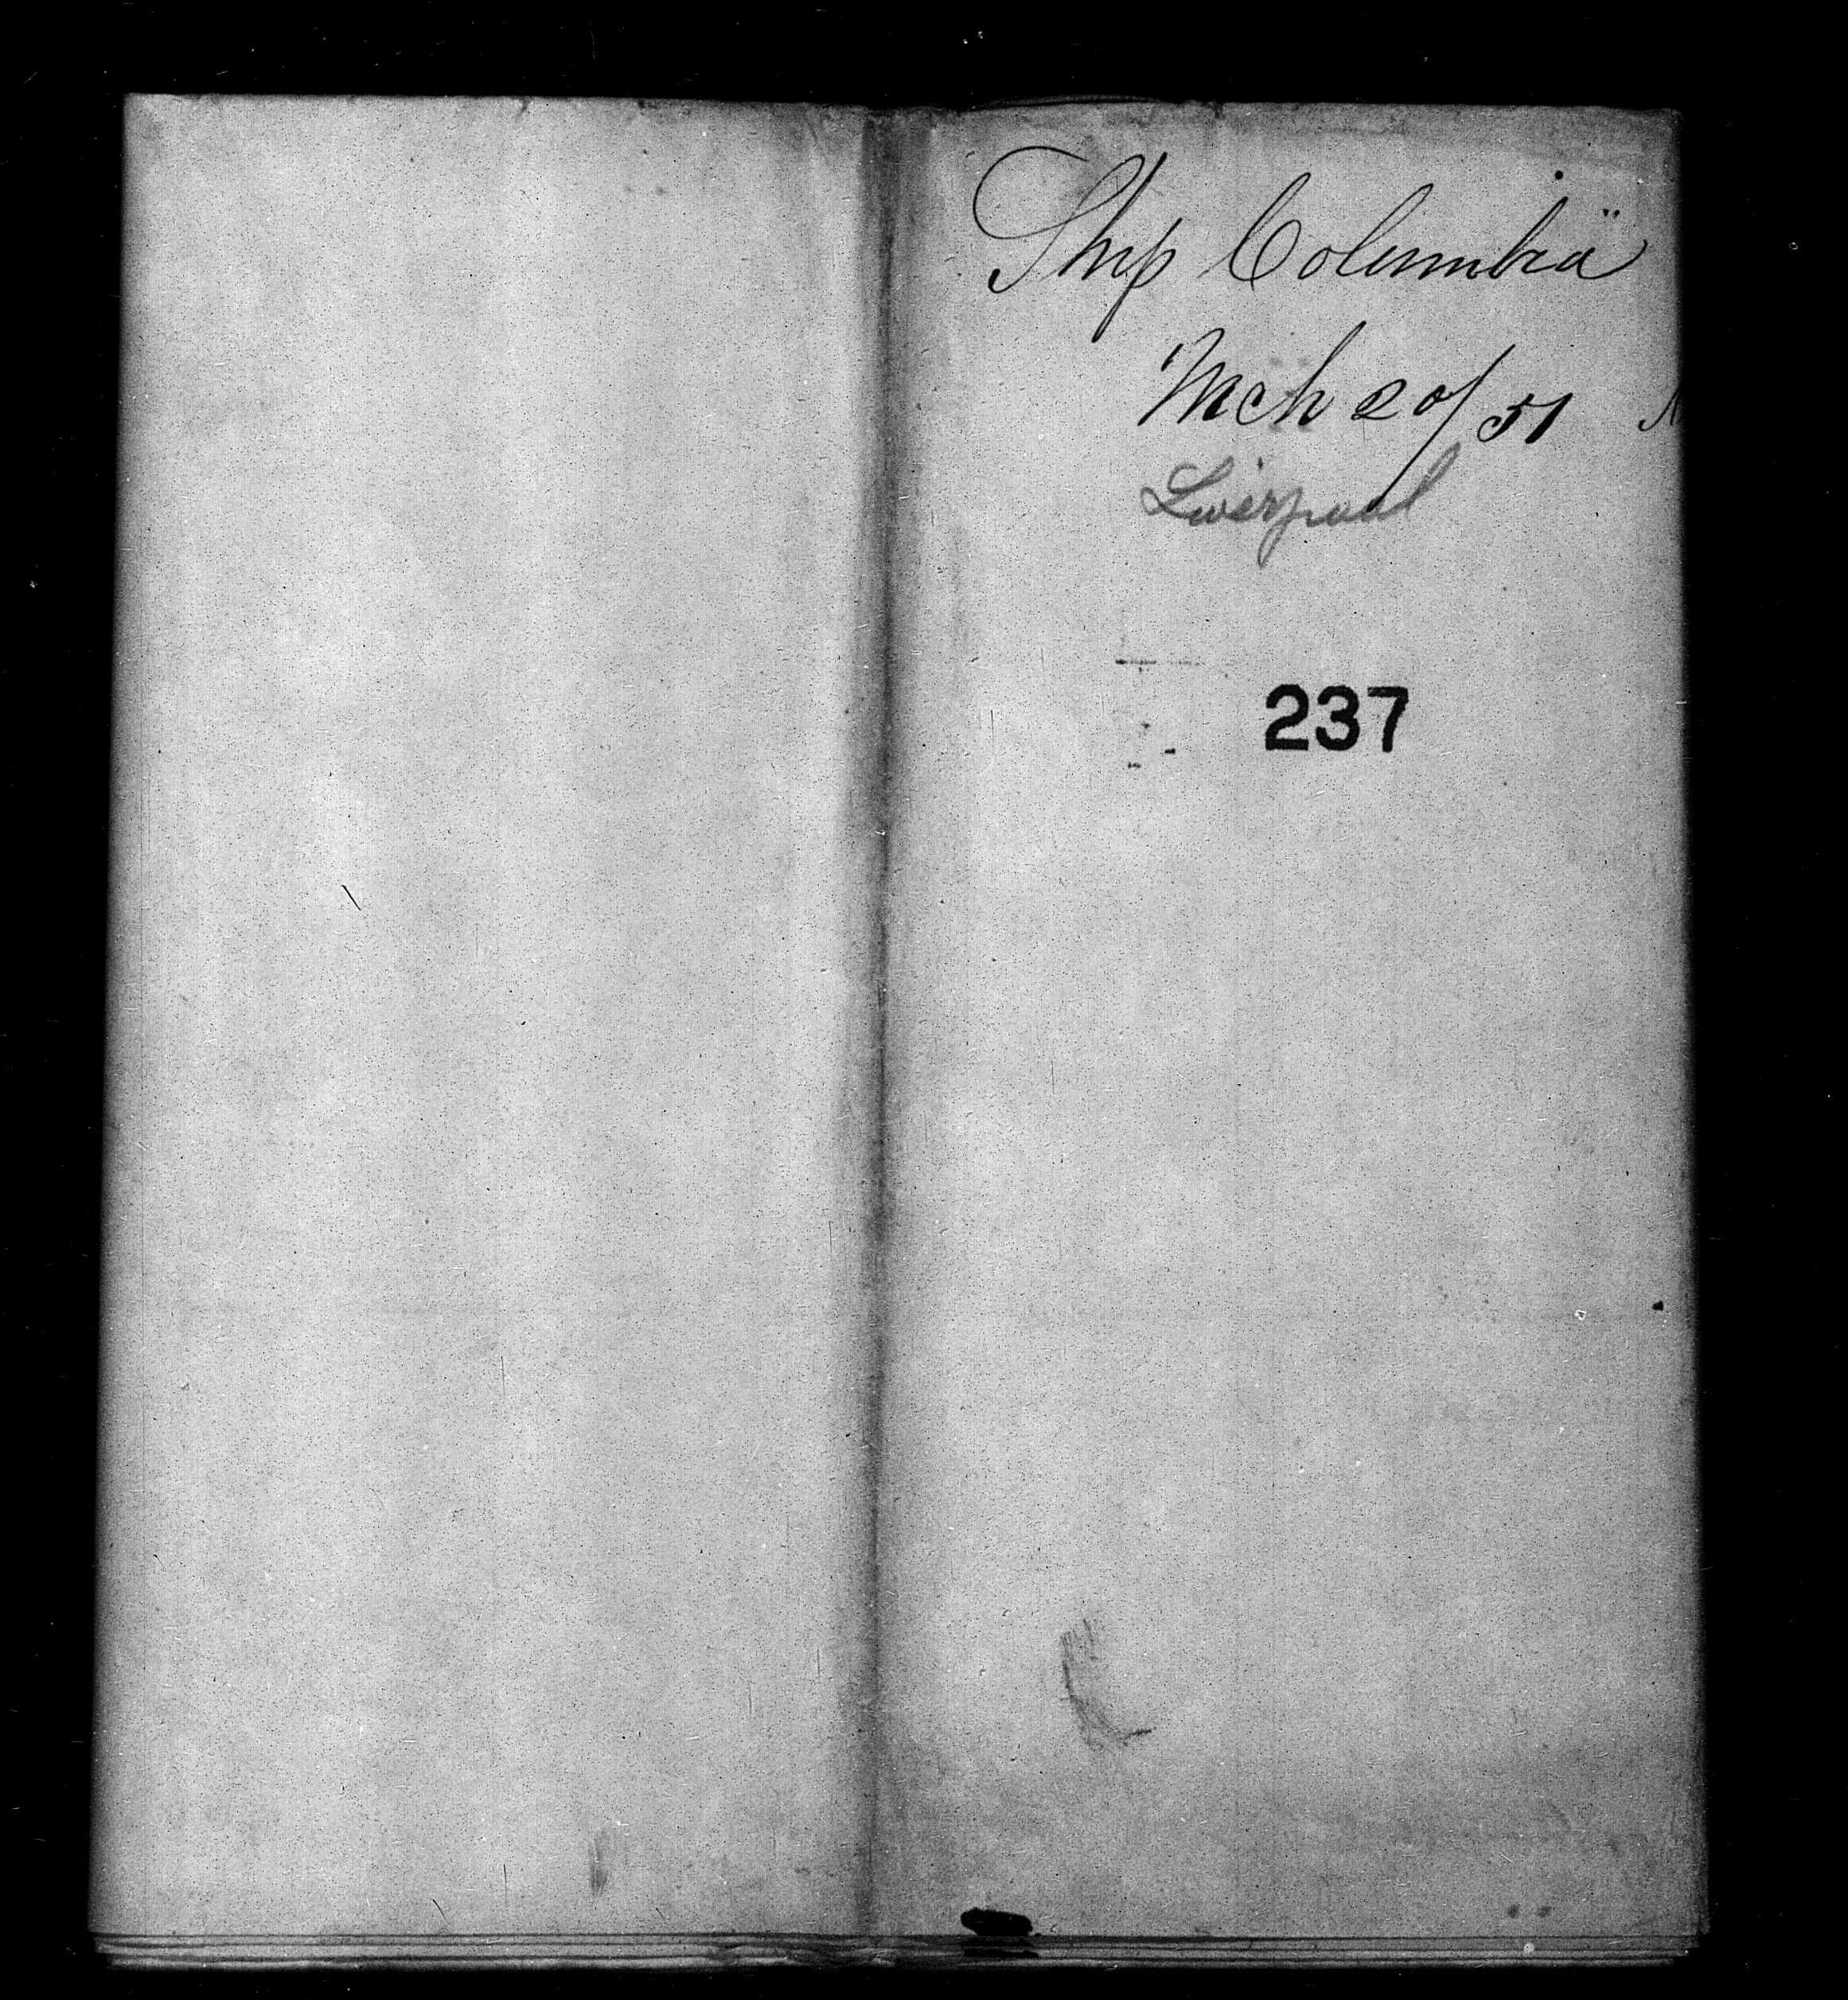 Ship Columbia"
Mch 20/51
Liverpool
237